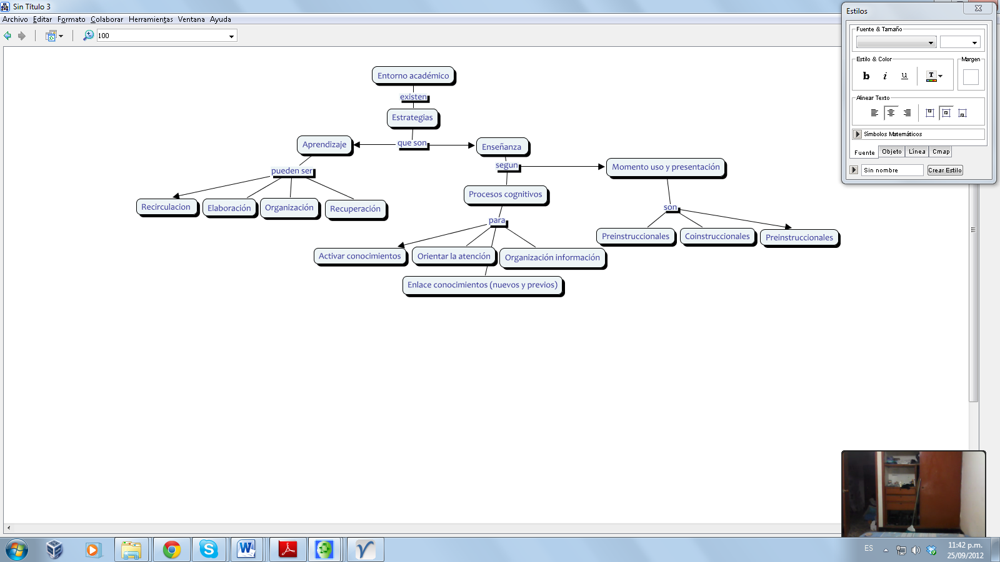 Sin Título 3
Archivo Editar Formato Colaborar Herramientas Ventana Ayuda
100
Entorno académico
existen
Estrategias
Aprendizaje que son Enseñanza
pueden ser segun Momento uso y presentación
Recirculacion Elaboración Organización Recuperación Procesos cognitivos son
para
Preinstruccionales Coinstruccionales Preinstruccionales
Activar conocimientos Orientar la atención Organización información
Enlace conocimientos (nuevos y previos)
Estilos
Fuente & Tamaño
Estilo & Color Margen
b i u T
Alinear Texto
Símbolos Matemáticos
Fuente Objeto Línea Cmap
Sin nombre Crear Estilo
ES 11:42 p.m.
25/09/2012